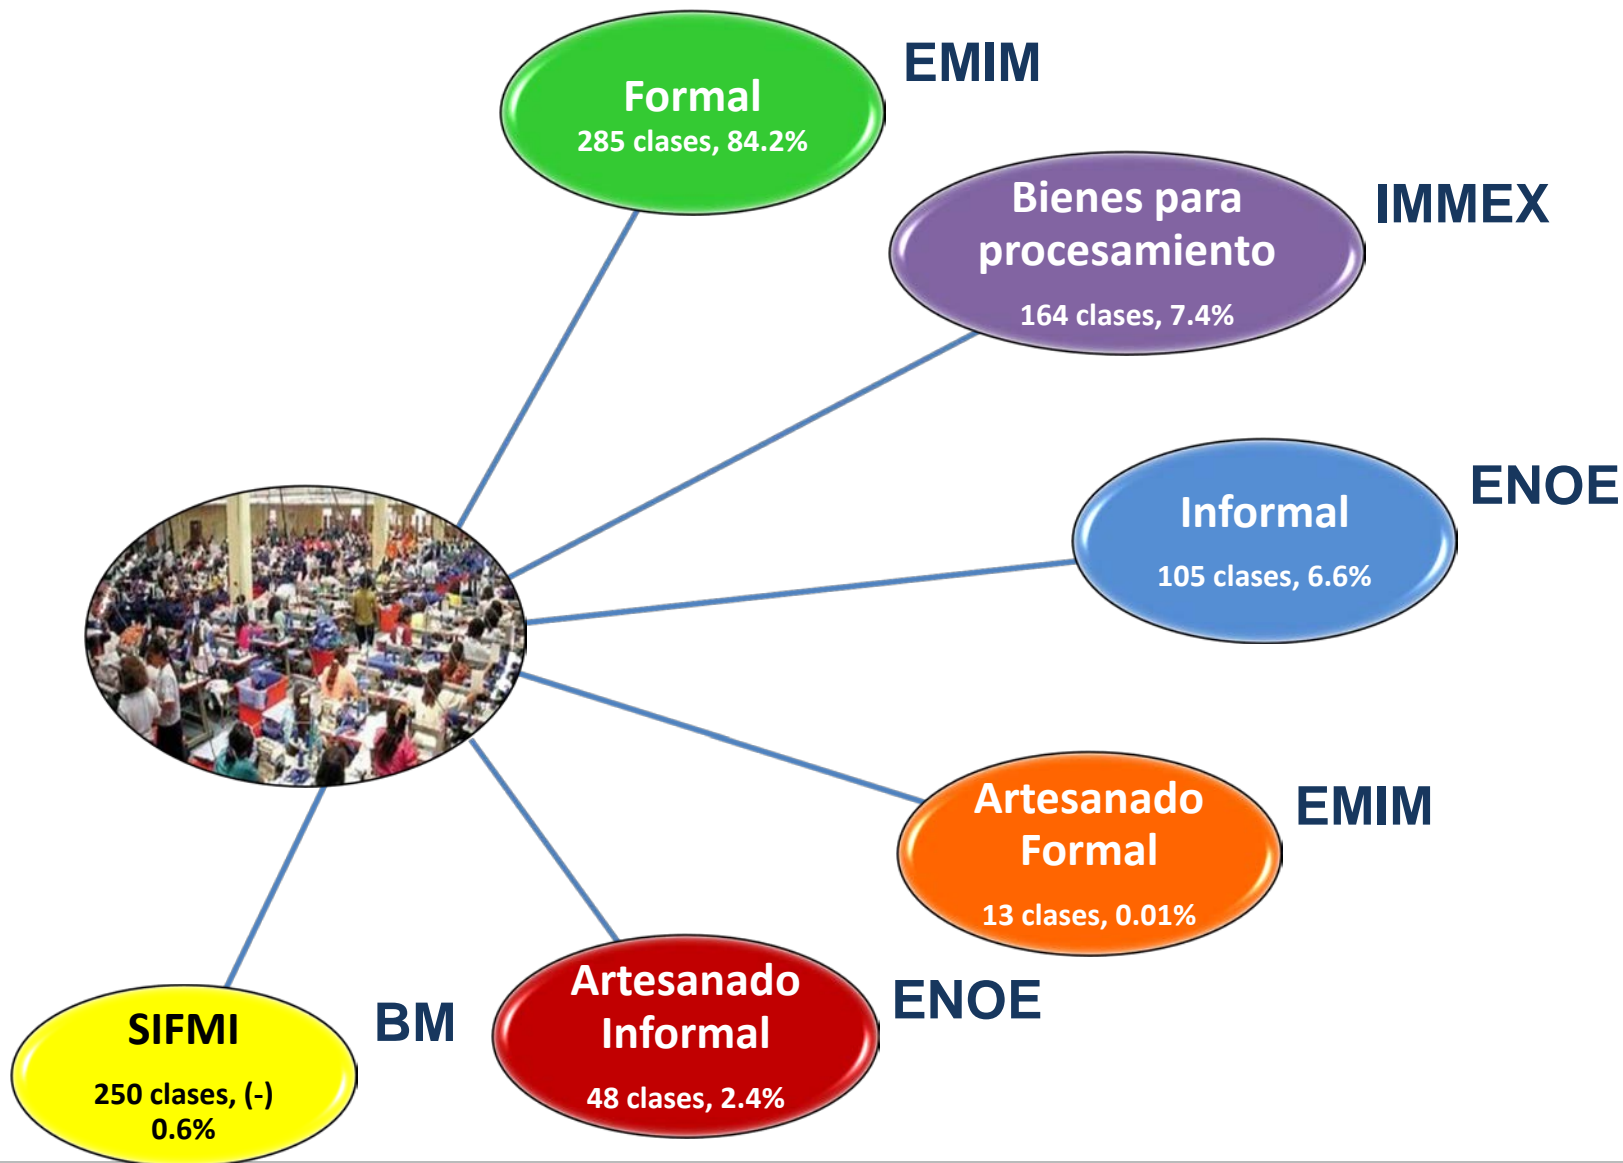 Formal
285 clases, 84.2%
EMIM
Bienes para
procesamiento
164 clases, 7.4%
IMMEX
Informal
105 clases, 6.6%
ENOE
Artesanado
Formal
13 clases, 0.01%
EMIM
Artesanado
Informal
48 clases, 2.4%
ENOE
SIFMI
250 clases, (-)
0.6%
BM